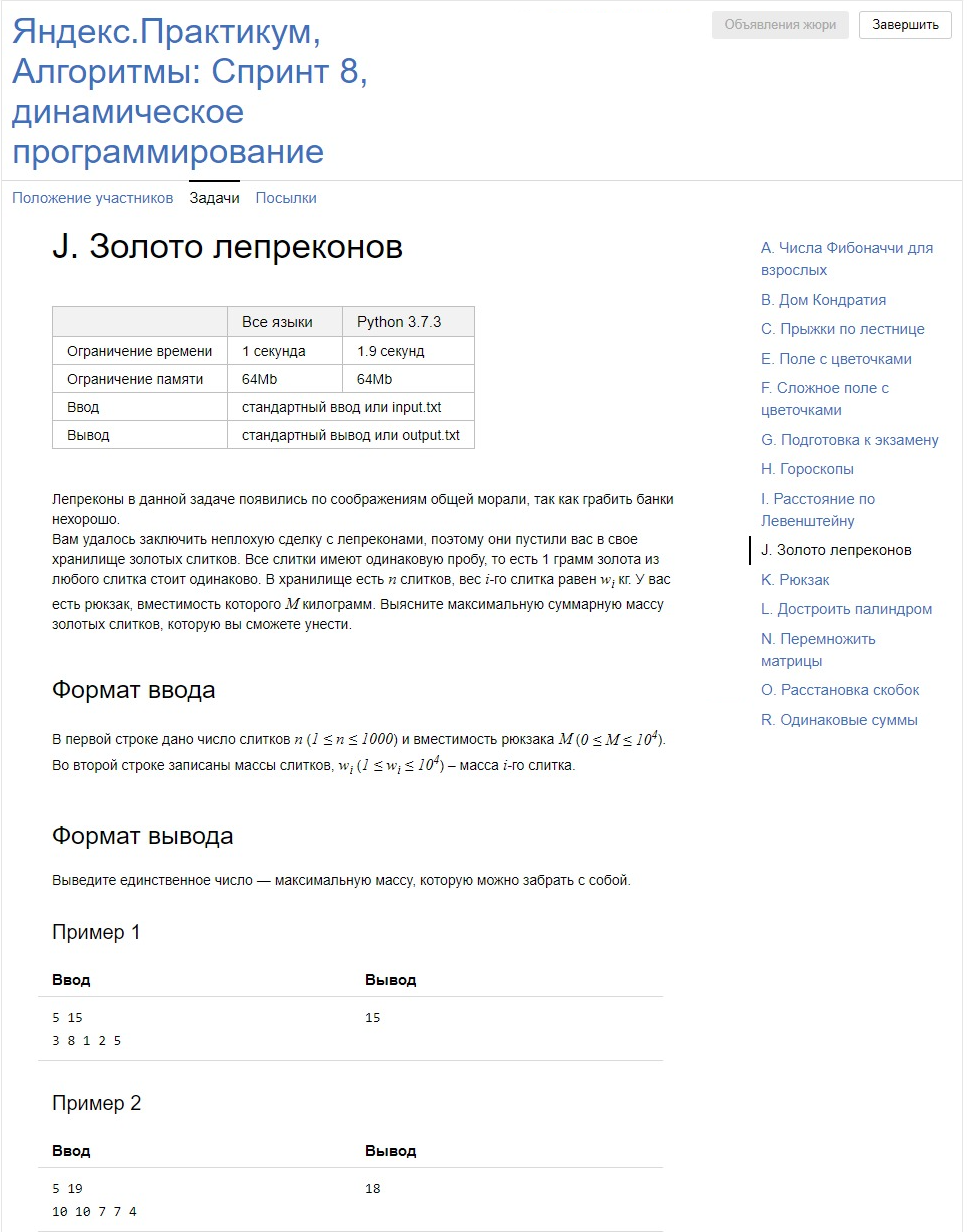 Яндекс.Практикум,
Алгоритмы: Спринт 8,
динамическое
программирование
Объявления жюри
Завершить
Положение участников Задачи Посылки
J. Золото лепреконов
Все языки Python 3.7.3
Ограничение времени 1 секунда 1.9 секунд
Ограничение памяти 64Mb 64Mb
Ввод стандартный ввод или input.txt
Вывод стандартный вывод или output.txt
Лепреконы в данной задаче появились по соображениям общей морали, так как грабить банки
нехорошо.
Вам удалось заключить неплохую сделку с лепреконами, поэтому они пустили вас в свое
хранилище золотых слитков. Все слитки имеют одинаковую пробу, то есть 1 грамм золота из
любого слитка стоит одинаково. В хранилище есть n слитков, вес i-го слитка равен w_i кг. У вас
есть рюкзак, вместимость которого M килограмм. Выясните максимальную суммарную массу
золотых слитков, которую вы сможете унести.
Формат ввода
В первой строке дано число слитков n (1 ≤ n ≤ 1000) и вместимость рюкзака M (0 ≤ M ≤ 10^4).
Во второй строке записаны массы слитков, w_i (1 ≤ w_i ≤ 10^4) – масса i-го слитка.
Формат вывода
Выведите единственное число — максимальную массу, которую можно забрать с собой.
Пример 1
Ввод Вывод
5 15 15
3 8 1 2 5
Пример 2
Ввод Вывод
5 19 18
10 10 7 7 4
A. Числа Фибоначчи для
взрослых
B. Дом Кондратия
C. Прыжки по лестнице
E. Поле с цветочками
F. Сложное поле с
цветочками
G. Подготовка к экзамену
H. Гороскопы
I. Расстояние по
Левенштейну
J. Золото лепреконов
K. Рюкзак
L. Достроить палиндром
N. Перемножить
матрицы
O. Расстановка скобок
R. Одинаковые суммы